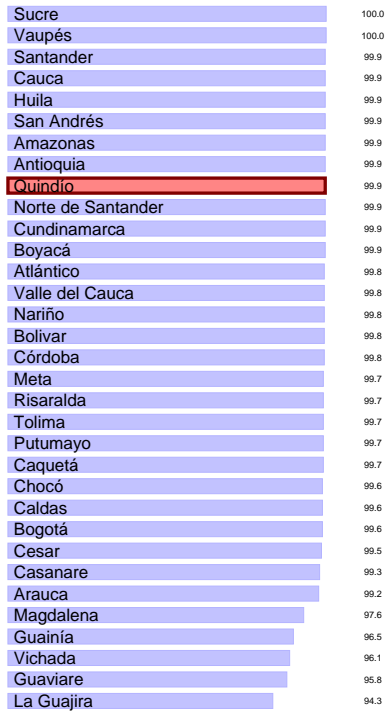 Sucre 100.0
Vaupés 100.0
Santander 99.9
Cauca 99.9
Huila 99.9
San Andrés 99.9
Amazonas 99.9
Antioquia 99.9
Quindío 99.9
Norte de Santander 99.9
Cundinamarca 99.9
Boyacá 99.9
Atlántico 99.8
Valle del Cauca 99.8
Nariño 99.8
Bolivar 99.8
Córdoba 99.8
Meta 99.7
Risaralda 99.7
Tolima 99.7
Putumayo 99.7
Caquetá 99.7
Chocó 99.6
Caldas 99.6
Bogotá 99.6
Cesar 99.5
Casanare 99.3
Arauca 99.2
Magdalena 97.6
Guainía 96.5
Vichada 96.1
Guaviare 95.8
La Guajira 94.3